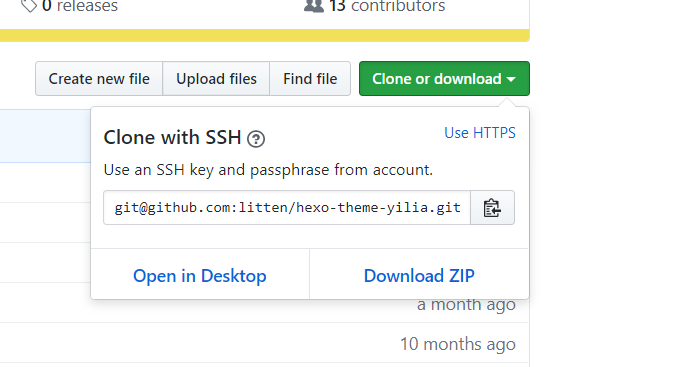 0 releases
13 contributors
Create new file
Upload files
Find file
Clone or download
Clone with SSH
Use HTTPS
Use an SSH key and passphrase from account.
git@github.com:litten/hexo-theme-yilia.git
Open in Desktop
Download ZIP
a month ago
10 months ago